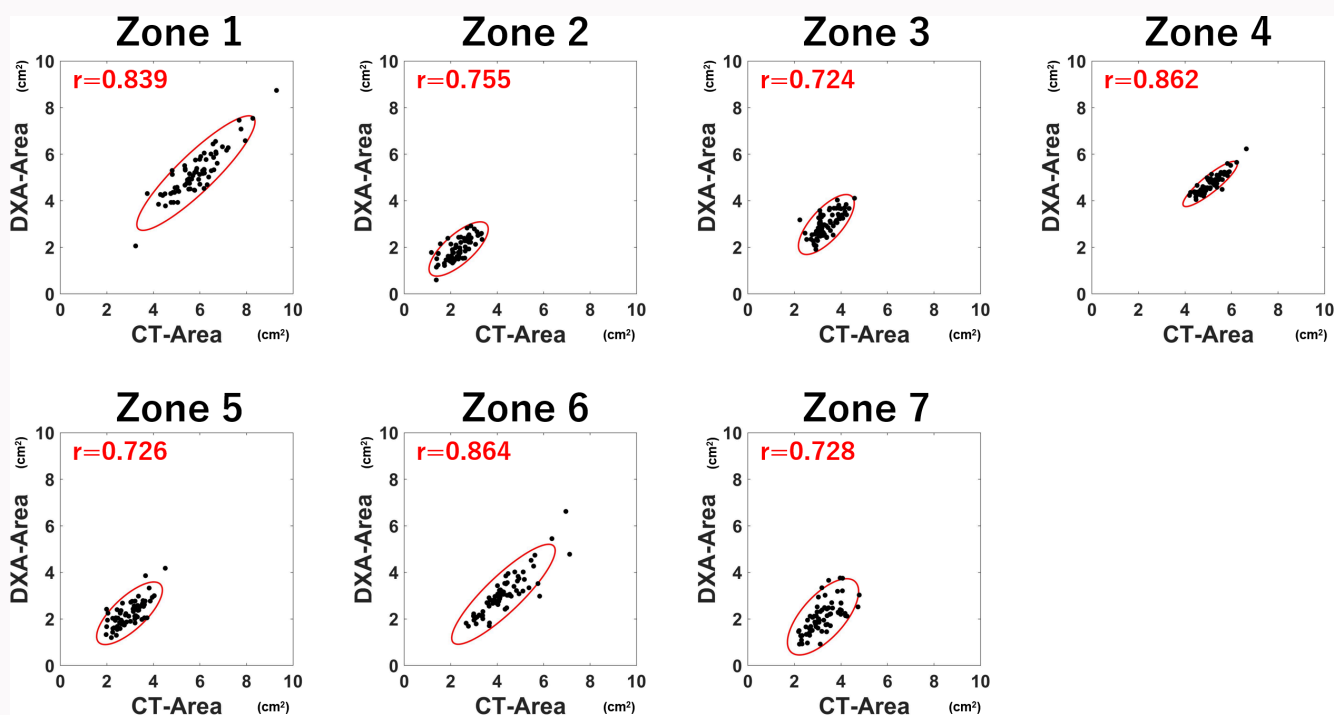 Zone 1
r=0.839
DXA-Area
(cm²)
10
8
6
4
2
0
0 2 4 6 8 10
CT-Area (cm²)
Zone 2
r=0.755
DXA-Area
(cm²)
10
8
6
4
2
0
0 2 4 6 8 10
CT-Area (cm²)
Zone 3
r=0.724
DXA-Area
(cm²)
10
8
6
4
2
0
0 2 4 6 8 10
CT-Area (cm²)
Zone 4
r=0.862
DXA-Area
(cm²)
10
8
6
4
2
0
0 2 4 6 8 10
CT-Area (cm²)
Zone 5
r=0.726
DXA-Area
(cm²)
10
8
6
4
2
0
0 2 4 6 8 10
CT-Area (cm²)
Zone 6
r=0.864
DXA-Area
(cm²)
10
8
6
4
2
0
0 2 4 6 8 10
CT-Area (cm²)
Zone 7
r=0.728
DXA-Area
(cm²)
10
8
6
4
2
0
0 2 4 6 8 10
CT-Area (cm²)